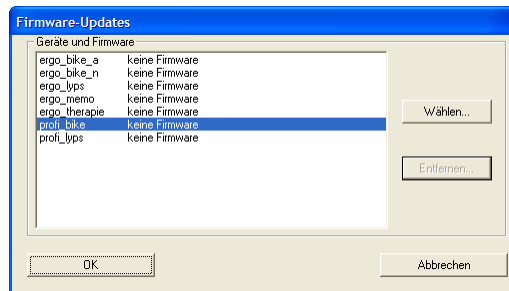 Firmware-Updates
Geräte und Firmware
ergo_bike_a keine Firmware
ergo_bike_n keine Firmware
ergo_lyps keine Firmware
ergo_memo keine Firmware
ergo_therapie keine Firmware
profi_bike keine Firmware
profi_lyps keine Firmware
Wählen...
Entfernen...
OK
Abbrechen